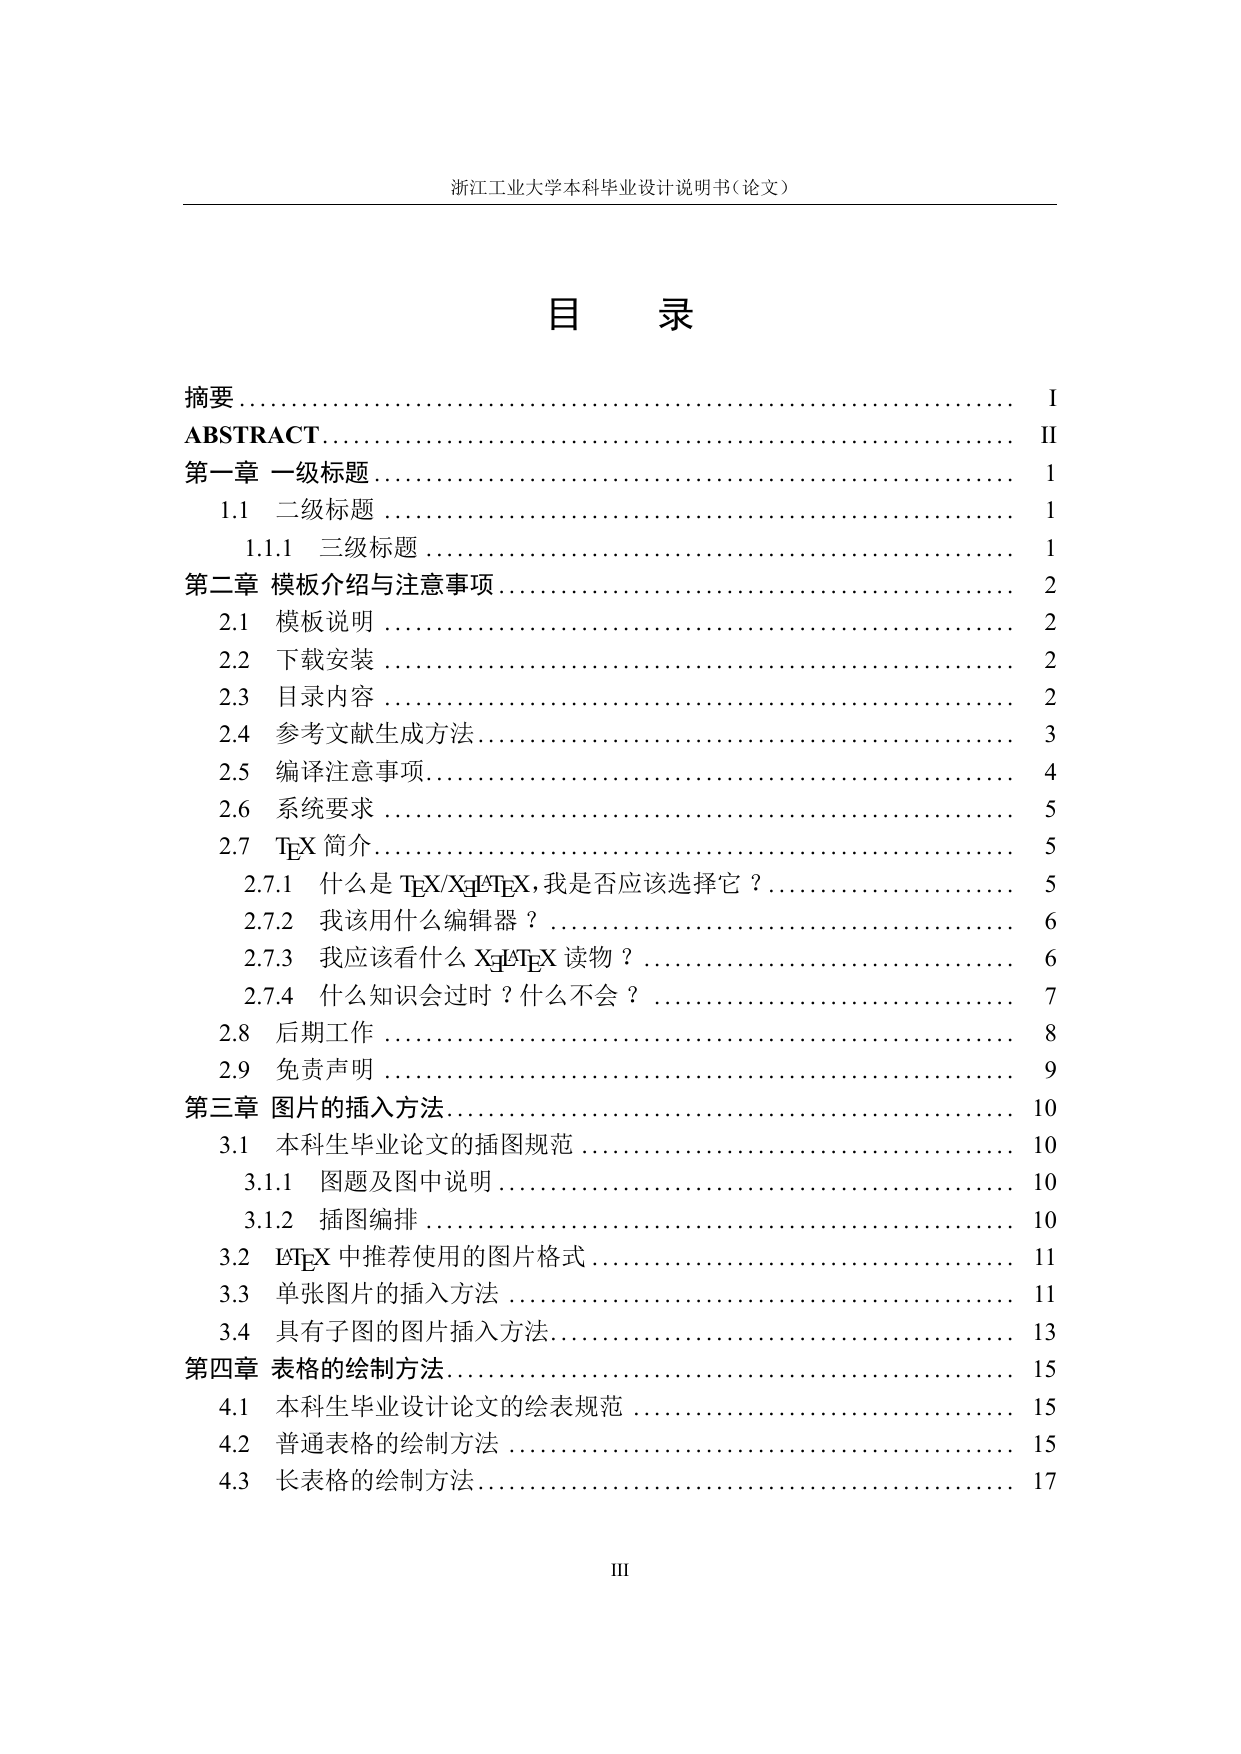 浙江工业大学本科毕业设计说明书(论文)
目 录
摘要 I
ABSTRACT II
第一章 一级标题 1
1.1 二级标题 1
1.1.1 三级标题 1
第二章 模板介绍与注意事项 2
2.1 模板说明 2
2.2 下载安装 2
2.3 目录内容 2
2.4 参考文献生成方法 3
2.5 编译注意事项 4
2.6 系统要求 5
2.7 TEX 简介 5
2.7.1 什么是 TEX/XƎLATEX,我是否应该选择它? 5
2.7.2 我该用什么编辑器? 6
2.7.3 我应该看什么 XƎLATEX 读物? 6
2.7.4 什么知识会过时?什么不会? 7
2.8 后期工作 8
2.9 免责声明 9
第三章 图片的插入方法 10
3.1 本科生毕业论文的插图规范 10
3.1.1 图题及图中说明 10
3.1.2 插图编排 10
3.2 LATEX 中推荐使用的图片格式 11
3.3 单张图片的插入方法 11
3.4 具有子图的图片插入方法 13
第四章 表格的绘制方法 15
4.1 本科生毕业设计论文的绘表规范 15
4.2 普通表格的绘制方法 15
4.3 长表格的绘制方法 17
III